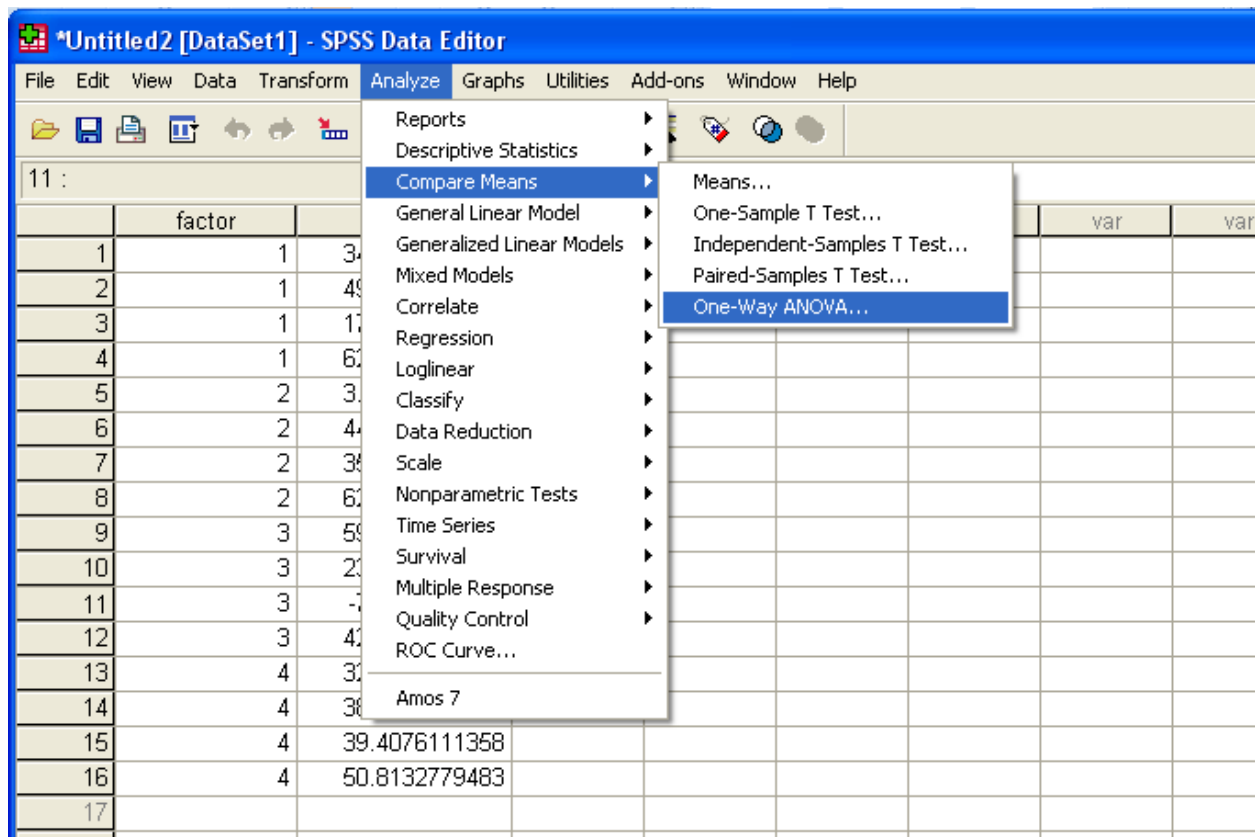 *Untitled2 [DataSet1] - SPSS Data Editor
File Edit View Data Transform Analyze Graphs Utilities Add-ons Window Help
11 :
factor var var
Reports
Descriptive Statistics
Compare Means
General Linear Model
Generalized Linear Models
Mixed Models
Correlate
Regression
Loglinear
Classify
Data Reduction
Scale
Nonparametric Tests
Time Series
Survival
Multiple Response
Quality Control
ROC Curve...
Amos 7
Means...
One-Sample T Test...
Independent-Samples T Test...
Paired-Samples T Test...
One-Way ANOVA...
1 1
2 1
3 1
4 1
5 2
6 2
7 2
8 2
9 3
10 3
11 3
12 3
13 4
14 4
15 4 39.4076111358
16 4 50.8132779483
17